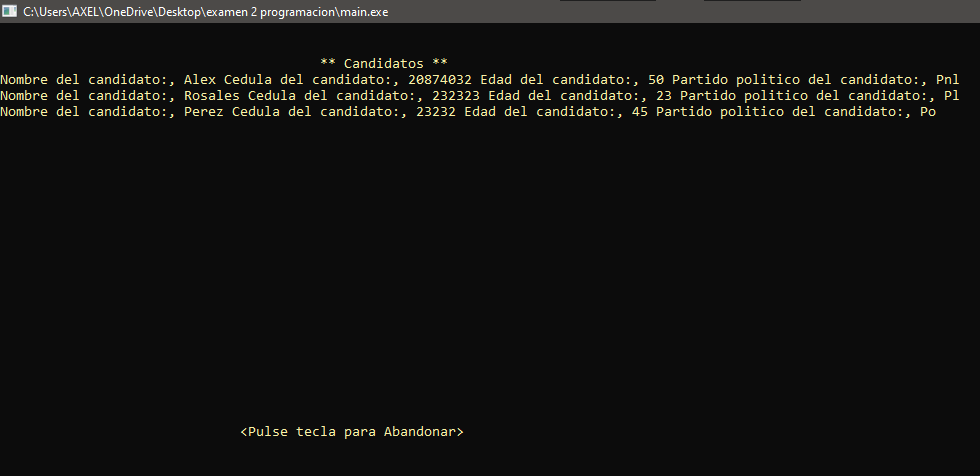 C:\Users\AXEL\OneDrive\Desktop\examen 2 programacion\main.exe
** Candidatos **
Nombre del candidato:, Alex Cedula del candidato:, 20874032 Edad del candidato:, 50 Partido politico del candidato:, Pnl
Nombre del candidato:, Rosales Cedula del candidato:, 232323 Edad del candidato:, 23 Partido politico del candidato:, Pl
Nombre del candidato:, Perez Cedula del candidato:, 23232 Edad del candidato:, 45 Partido politico del candidato:, Po
<Pulse tecla para Abandonar>